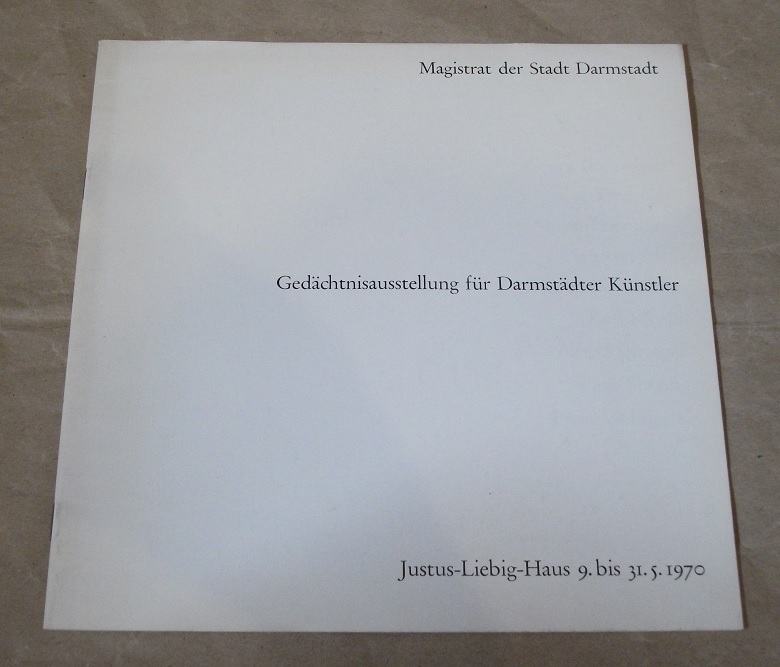 Magistrat der Stadt Darmstadt
Gedächtnisausstellung für Darmstädter Künstler
Justus-Liebig-Haus 9. bis 31. 5. 1970